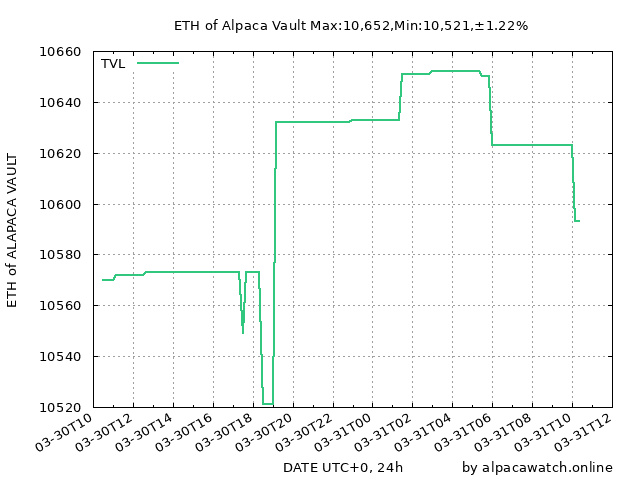 ETH of Alpaca Vault Max:10,652,Min:10,521,±1.22%
TVL
10660
10640
10620
10600
10580
10560
10540
10520
ETH of ALAPACA VAULT
03-30T10
03-30T12
03-30T14
03-30T16
03-30T18
03-30T20
03-30T22
03-31T00
03-31T02
03-31T04
03-31T06
03-31T08
03-31T10
03-31T12
DATE UTC+0, 24h
by alpacawatch.online